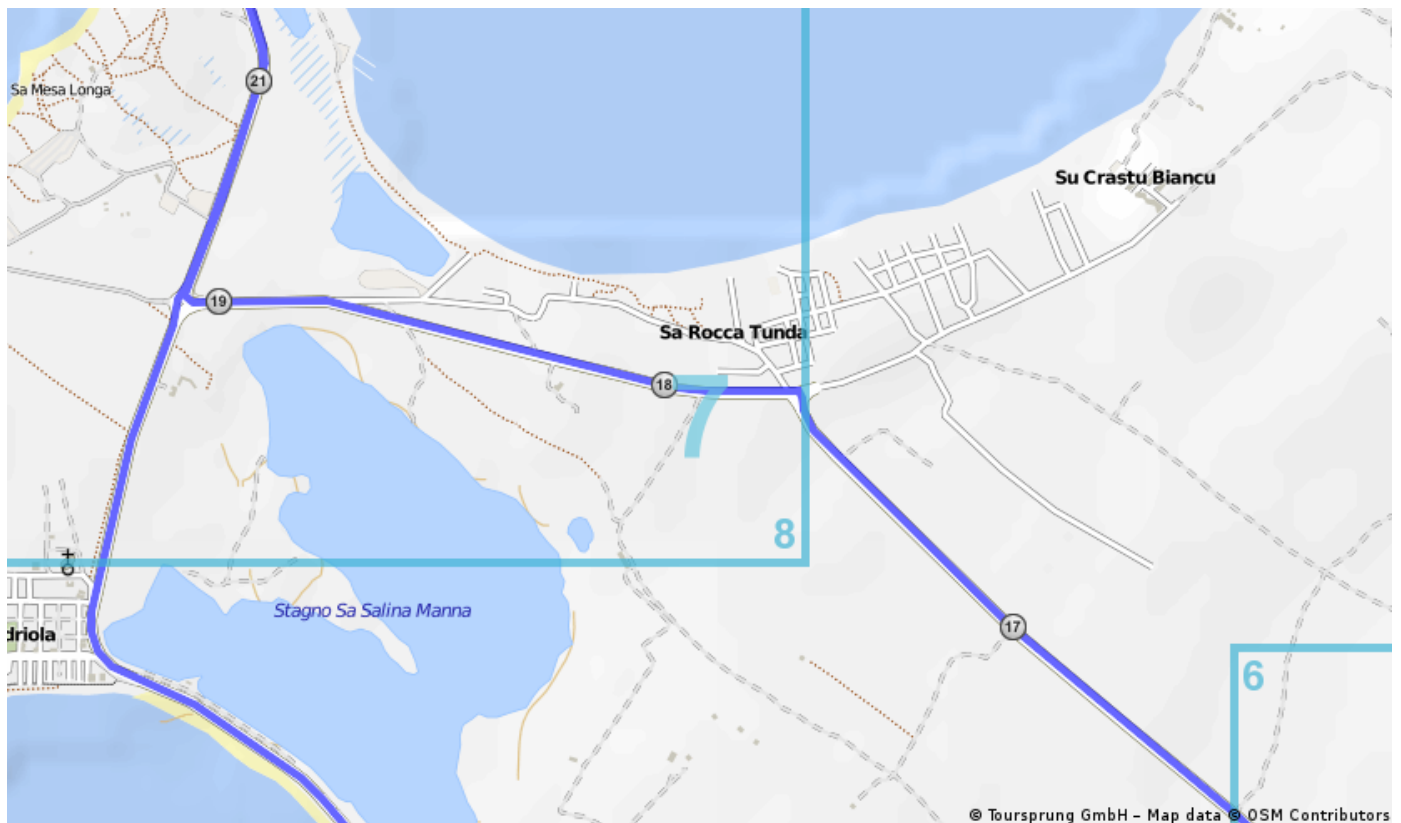 21
Sa Mesa Longa
Su Crastu Biancu
19
Sa Rocca Tunda
18
7
8
Stagno Sa Salina Manna
driola
17
6
© Toursprung GmbH – Map data © OSM Contributors